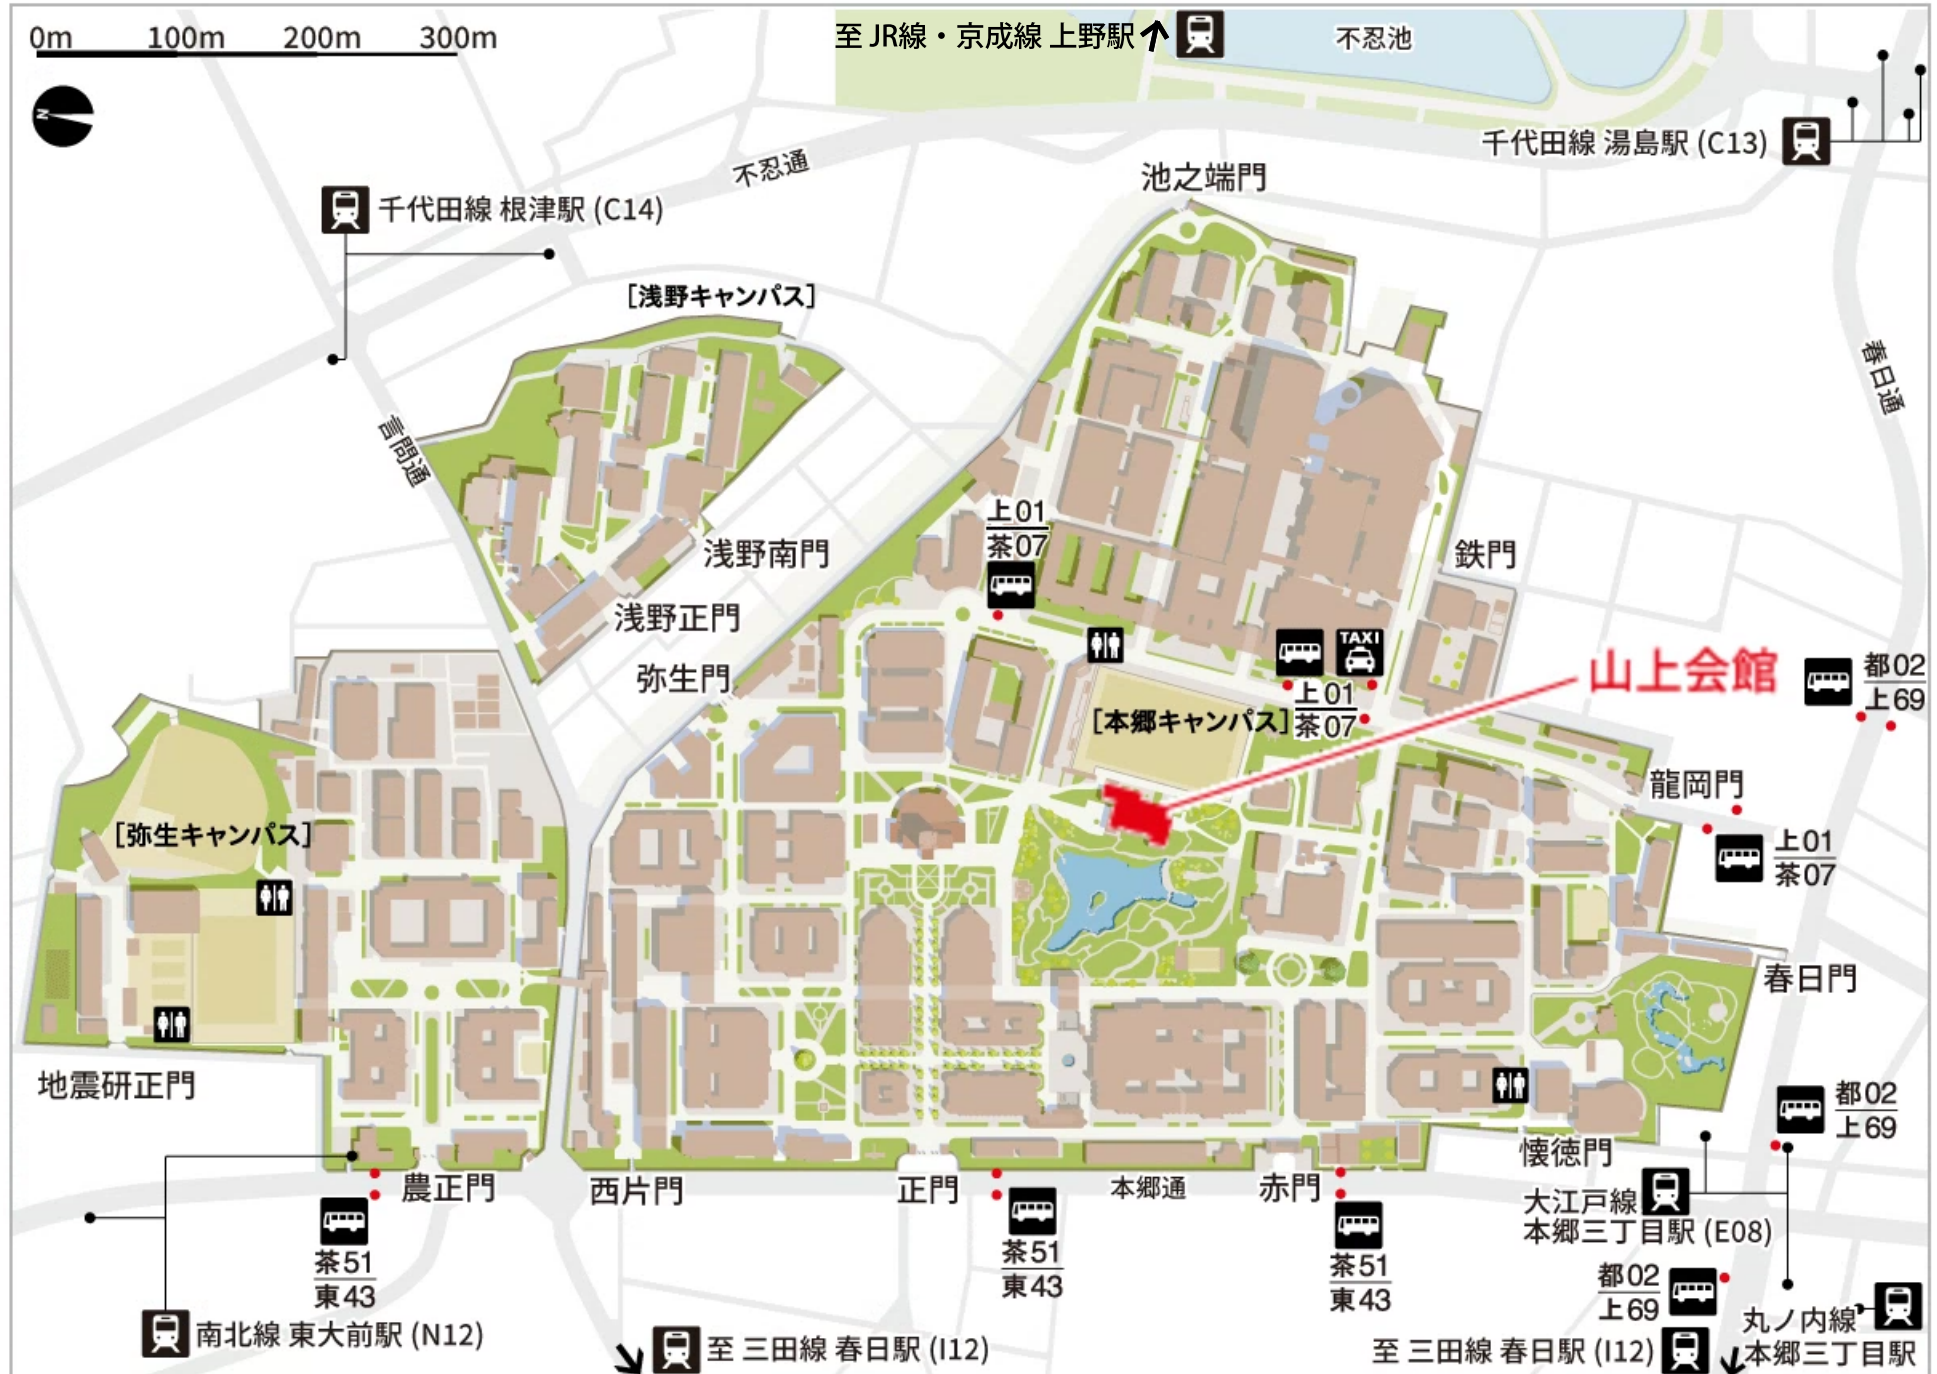 0m 100m 200m 300m
N
至 JR線・京成線 上野駅
不忍池
千代田線 湯島駅 (C13)
不忍通
池之端門
千代田線 根津駅 (C14)
[浅野キャンパス]
春日通
言問通
上01
茶07
浅野南門
鉄門
浅野正門
TAXI
弥生門
山上会館
都02
上69
[本郷キャンパス]
上01
茶07
龍岡門
[弥生キャンパス]
上01
茶07
春日門
地震研正門
都02
上69
懐徳門
農正門
西片門
正門
本郷通
赤門
大江戸線
本郷三丁目駅 (E08)
茶51
東43
茶51
東43
茶51
東43
都02
上69
南北線 東大前駅 (N12)
至 三田線 春日駅 (I12)
丸ノ内線
本郷三丁目駅
至 三田線 春日駅 (I12)